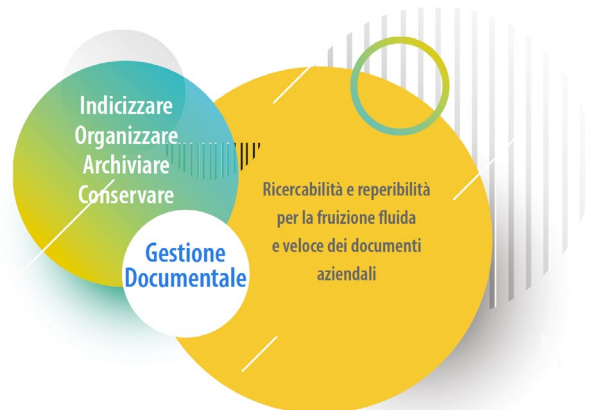 Indicizzare
Organizzare
Archiviare
Conservare
Gestione
Documentale
Ricercabilità e reperibilità
per la fruizione fluida
e veloce dei documenti
aziendali